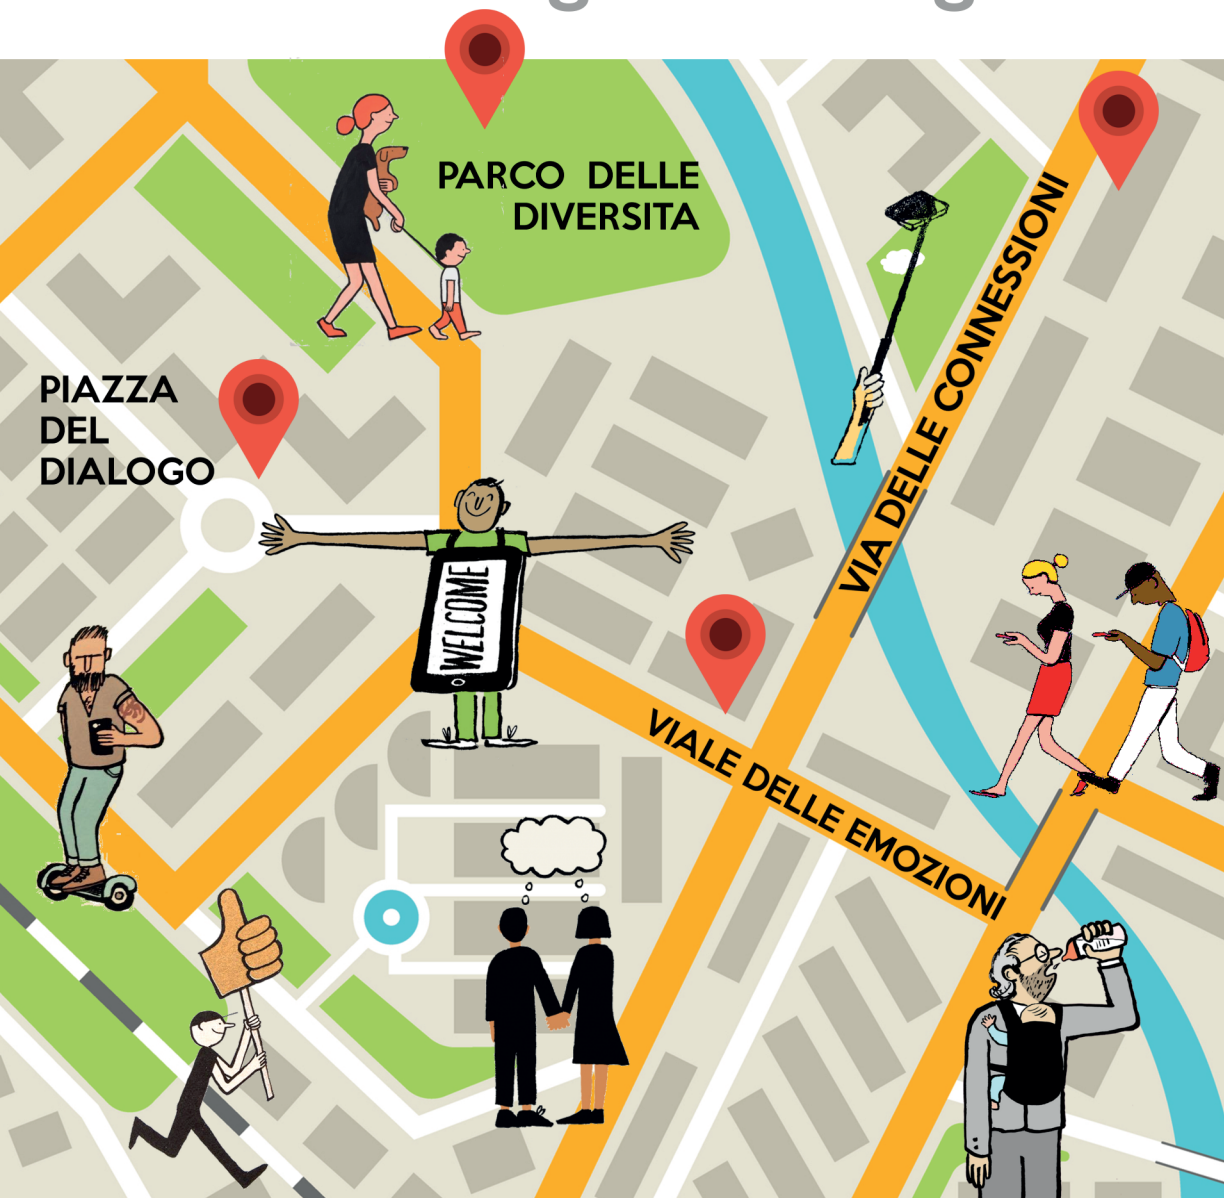 PARCO DELLE
DIVERSITA
PIAZZA
DEL
DIALOGO
VIA DELLE CONNESSIONI
WELCOME
VIALE DELLE EMOZIONI